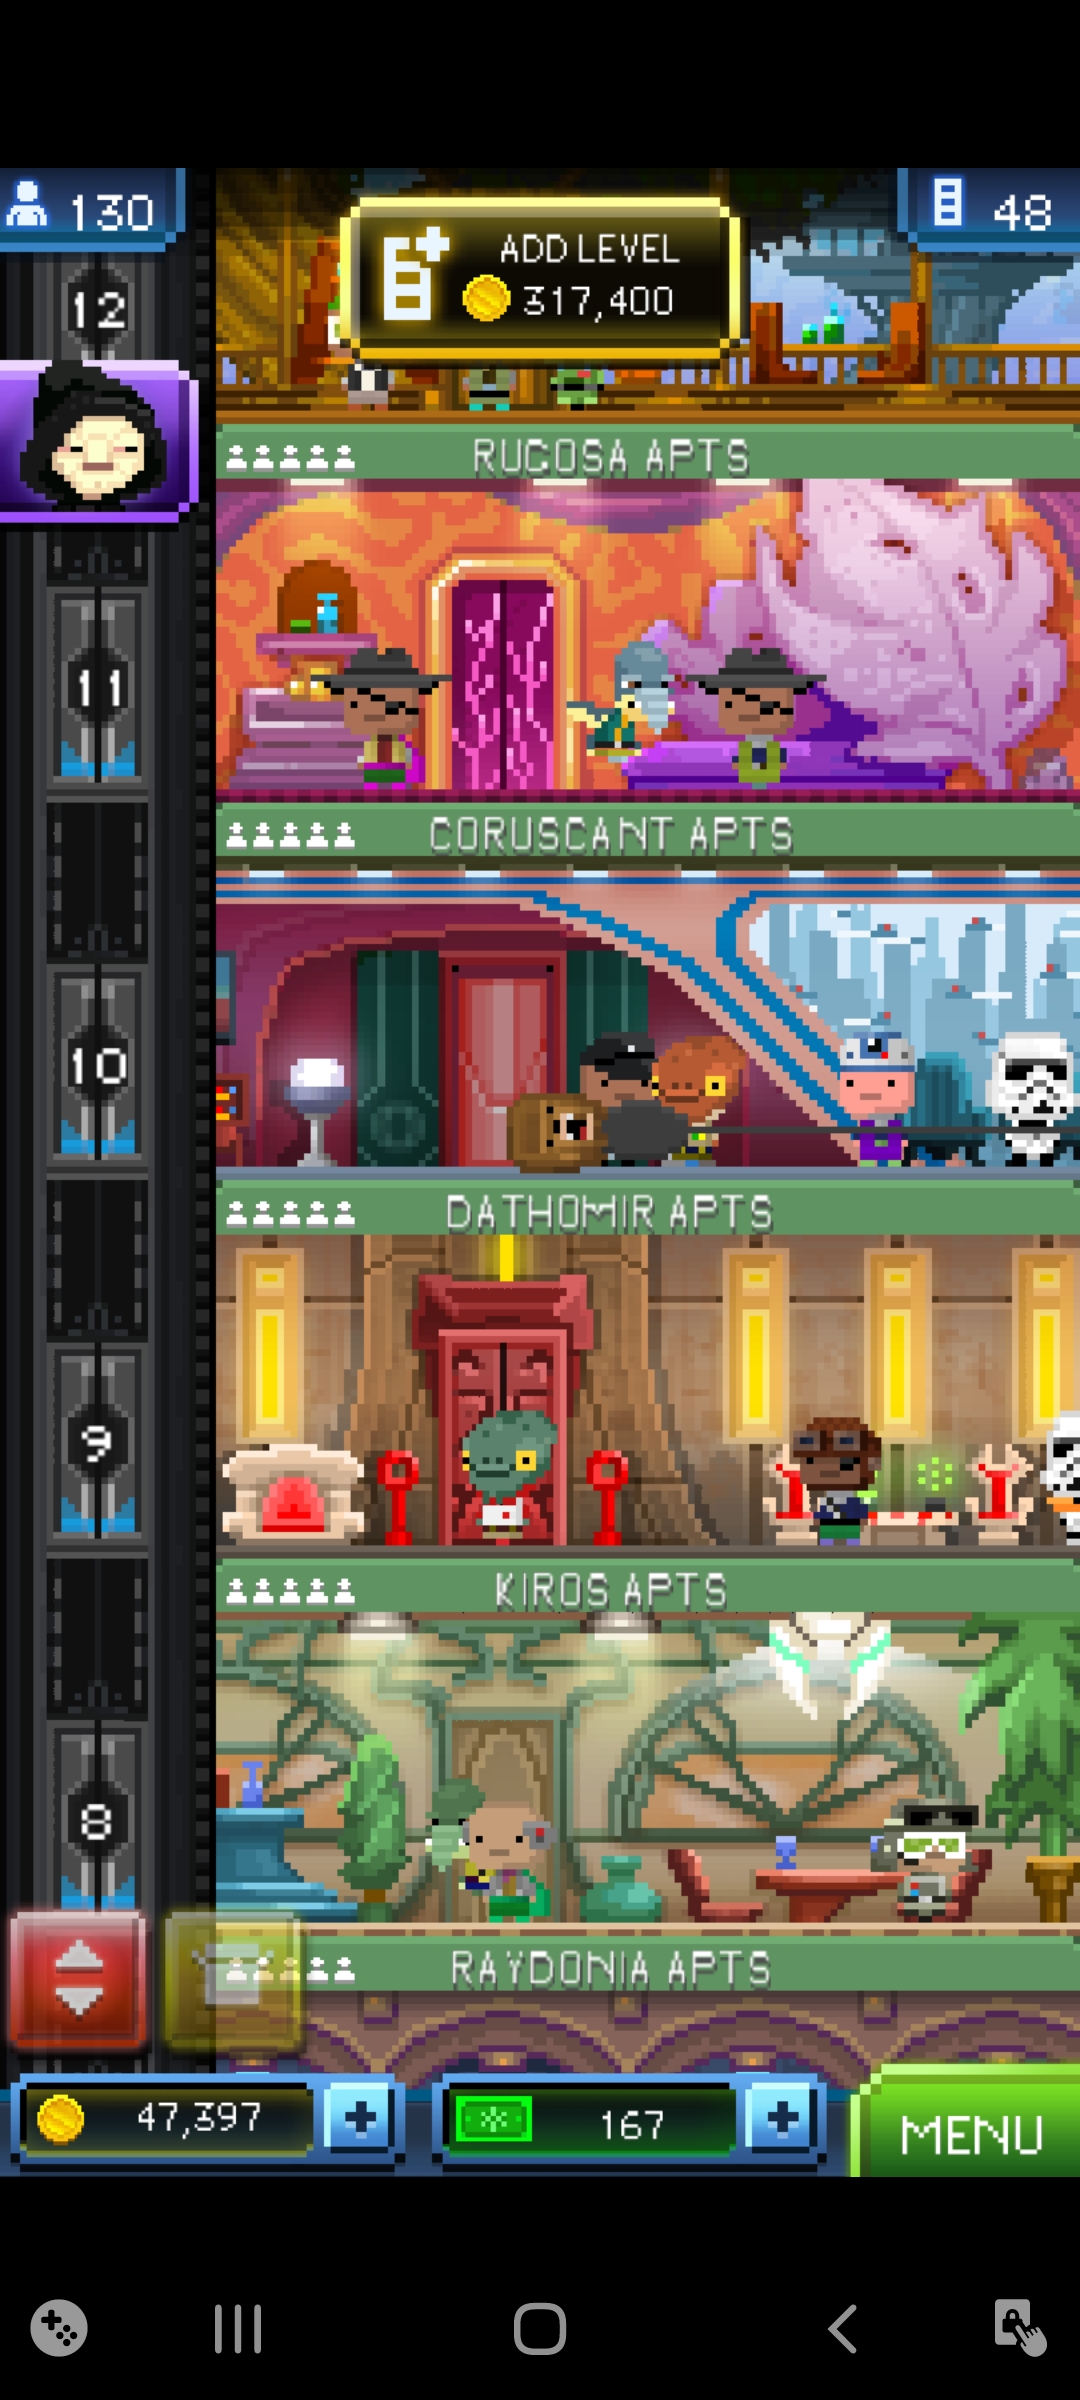 130
ADD LEVEL
317,400
48
12
RUGOSA APTS
11
CORUSCANT APTS
10
DATHOMIR APTS
9
KIROS APTS
8
RAYDONIA APTS
47,397
167
MENU